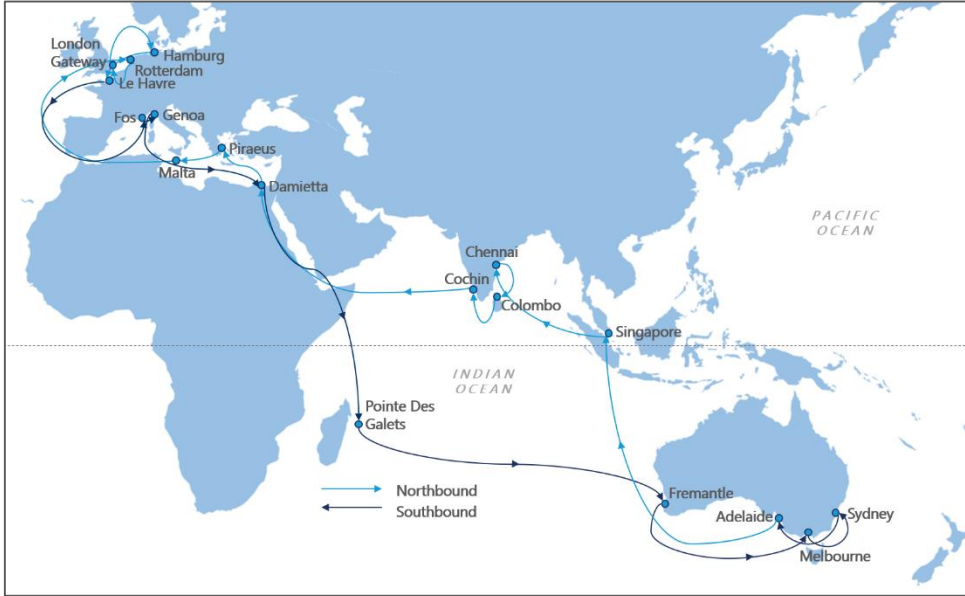 London
Gateway
Hamburg
Rotterdam
Le Havre
Fos
Genoa
Piraeus
Malta
Damietta
PACIFIC
OCEAN
Chennai
Cochin
Colombo
Singapore
INDIAN
OCEAN
Pointe Des
Galets
Northbound
Southbound
Fremantle
Adelaide
Sydney
Melbourne